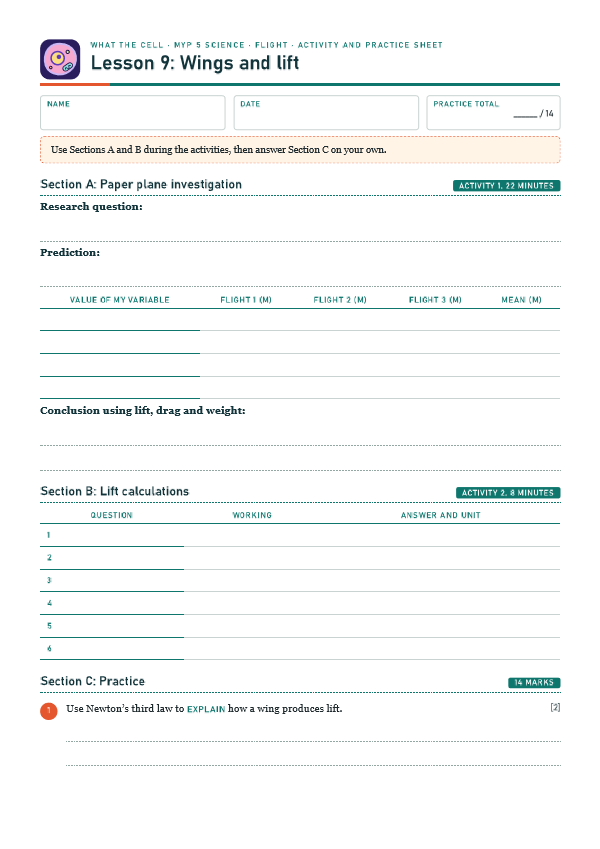 WHAT THE CELL · MYP 5 SCIENCE · FLIGHT · ACTIVITY AND PRACTICE SHEET
Lesson 9: Wings and lift
NAME
DATE
PRACTICE TOTAL
_____ / 14
Use Sections A and B during the activities, then answer Section C on your own.
Section A: Paper plane investigation
ACTIVITY 1. 22 MINUTES
Research question:
Prediction:
VALUE OF MY VARIABLE FLIGHT 1 (M) FLIGHT 2 (M) FLIGHT 3 (M) MEAN (M)
Conclusion using lift, drag and weight:
Section B: Lift calculations
ACTIVITY 2. 8 MINUTES
QUESTION WORKING ANSWER AND UNIT
1
2
3
4
5
6
Section C: Practice
14 MARKS
1 Use Newton's third law to EXPLAIN how a wing produces lift. [2]